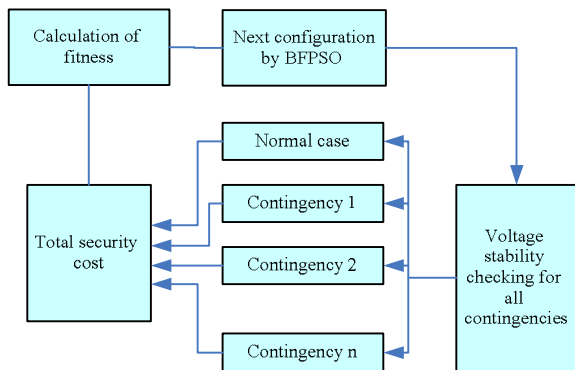 Calculation of
fitness
Next configuration
by BFPSO
Normal case
Contingency 1
Contingency 2
Contingency n
Total security
cost
Voltage
stability
checking for
all
contingencies